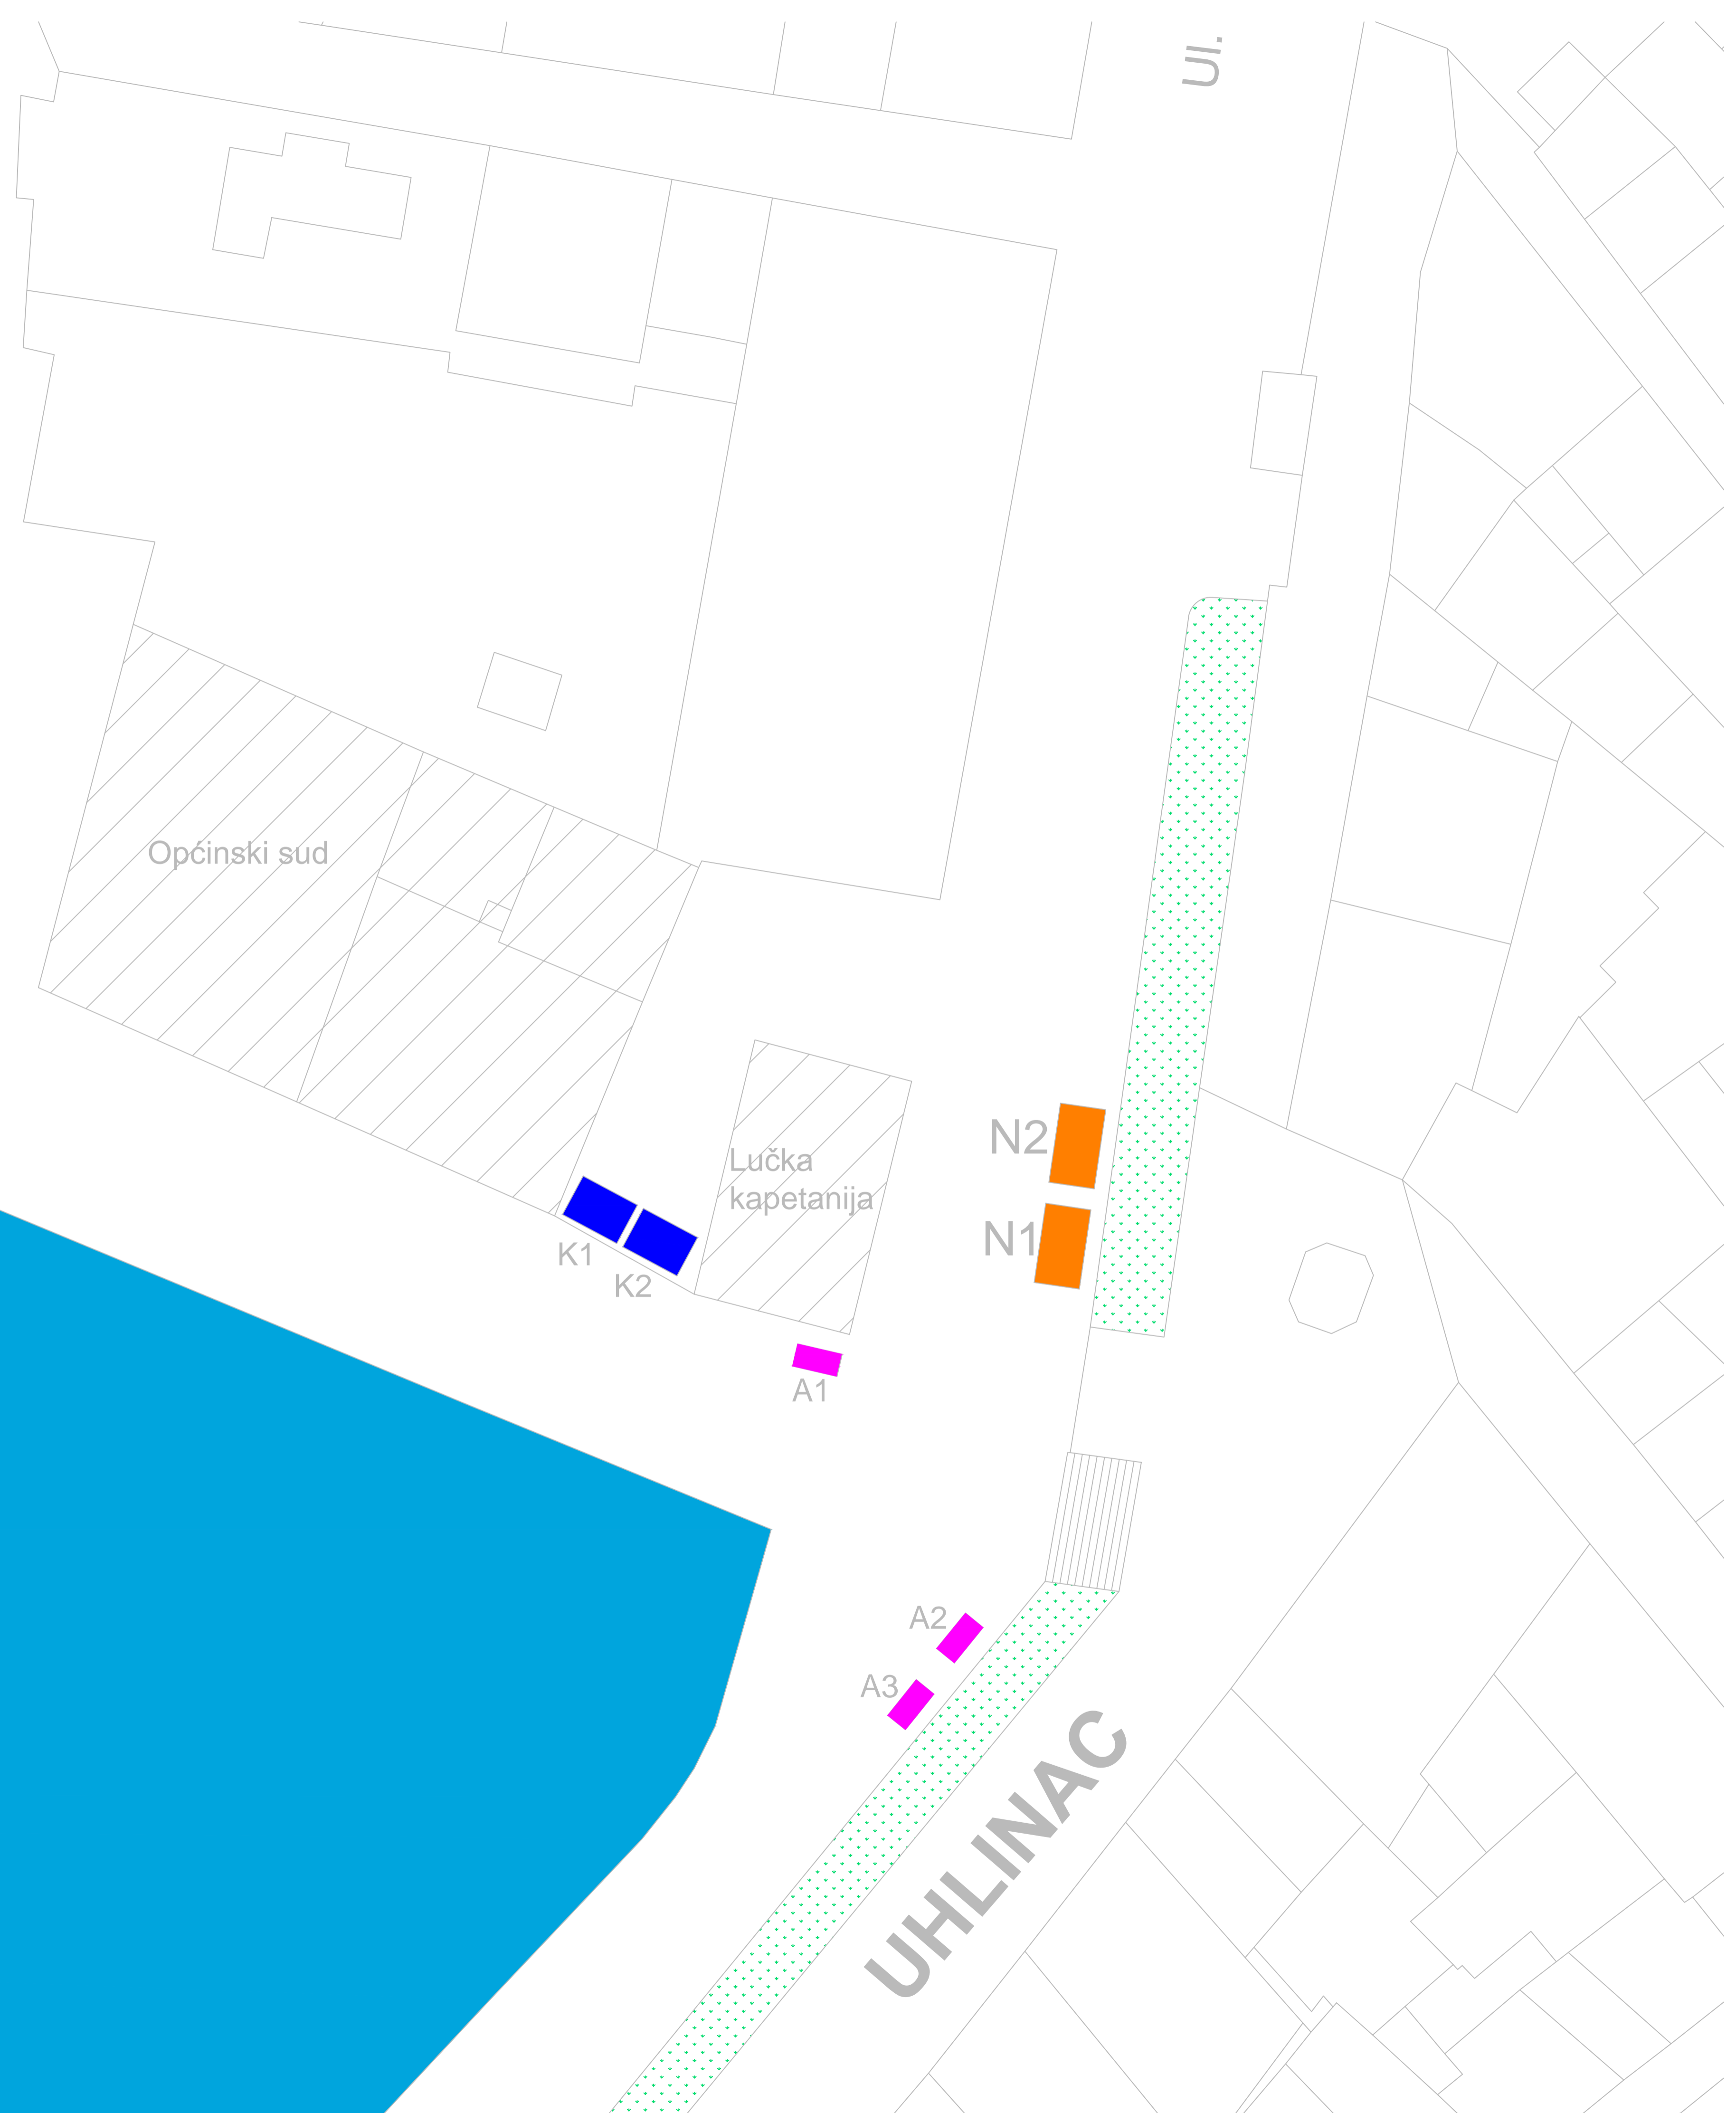 Ul.
Općinski sud
N2
Lučka
kapetanija
N1
K1
K2
A1
A2
A3
UHLINAC